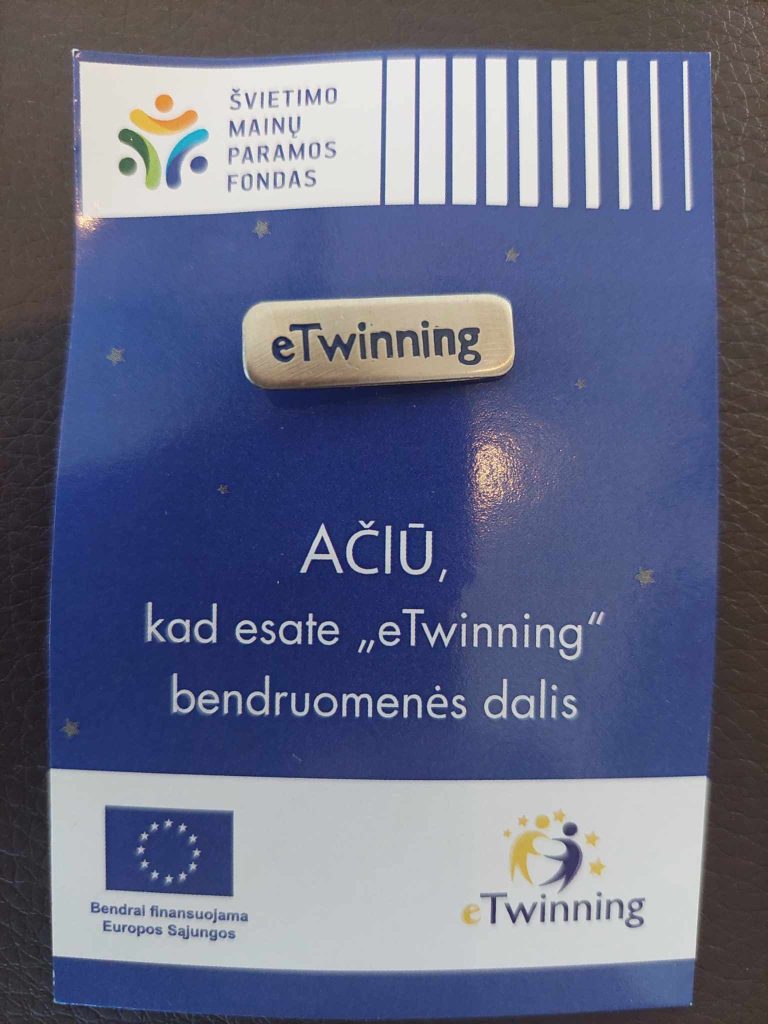 ŠVIETIMO
MAINŲ
PARAMOS
FONDAS
eTwinning
AČIŪ,
kad esate „eTwinning“
bendruomenės dalis
Bendrai finansuojama
Europos Sąjungos
eTwinning